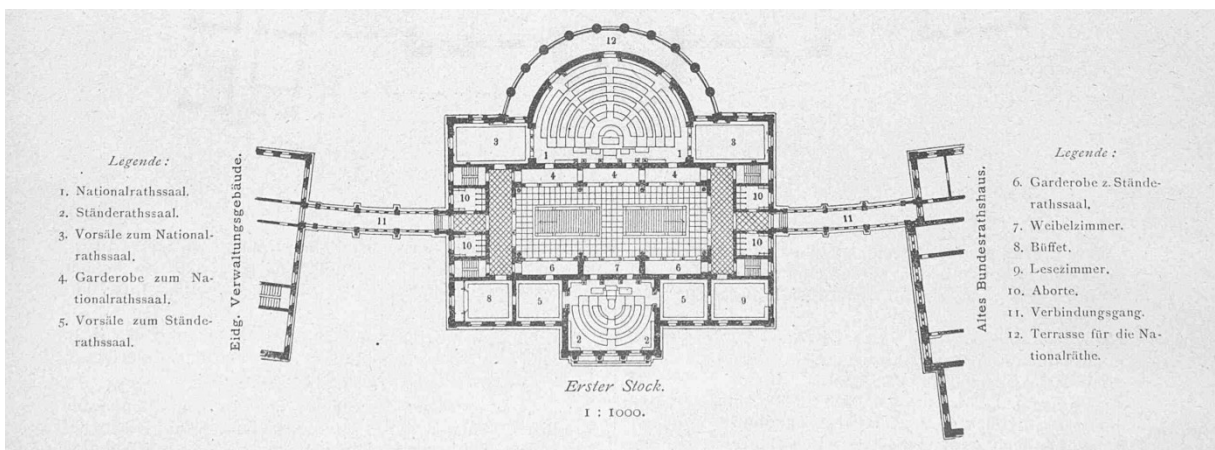 Legende:
1. Nationalrathssaal.
2. Ständerathssaal.
3. Vorsäle zum National-
rathssaal.
4. Garderobe zum Na-
tionalrathssaal.
5. Vorsäle zum Stände-
rathssaal.
Eidg. Verwaltungsgebäude.
12
3
3
1
1
4
4
4
10
10
11
11
10
10
6
7
6
8
5
5
9
2
2
Erster Stock.
1 : 1000.
Altes Bundesrathshaus.
Legende:
6. Garderobe z. Stände-
rathssaal.
7. Weibelzimmer.
8. Büffet.
9. Lesezimmer.
10. Aborte.
11. Verbindungsgang.
12. Terrasse für die Na-
tionalräthe.